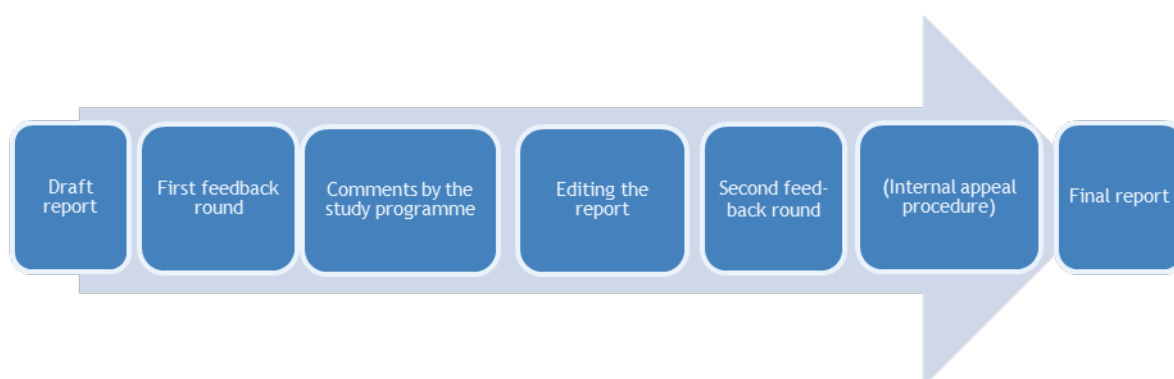 Draft
report
First feedback
round
Comments by the
study programme
Editing the
report
Second feed-
back round
(Internal appeal
procedure)
Final report